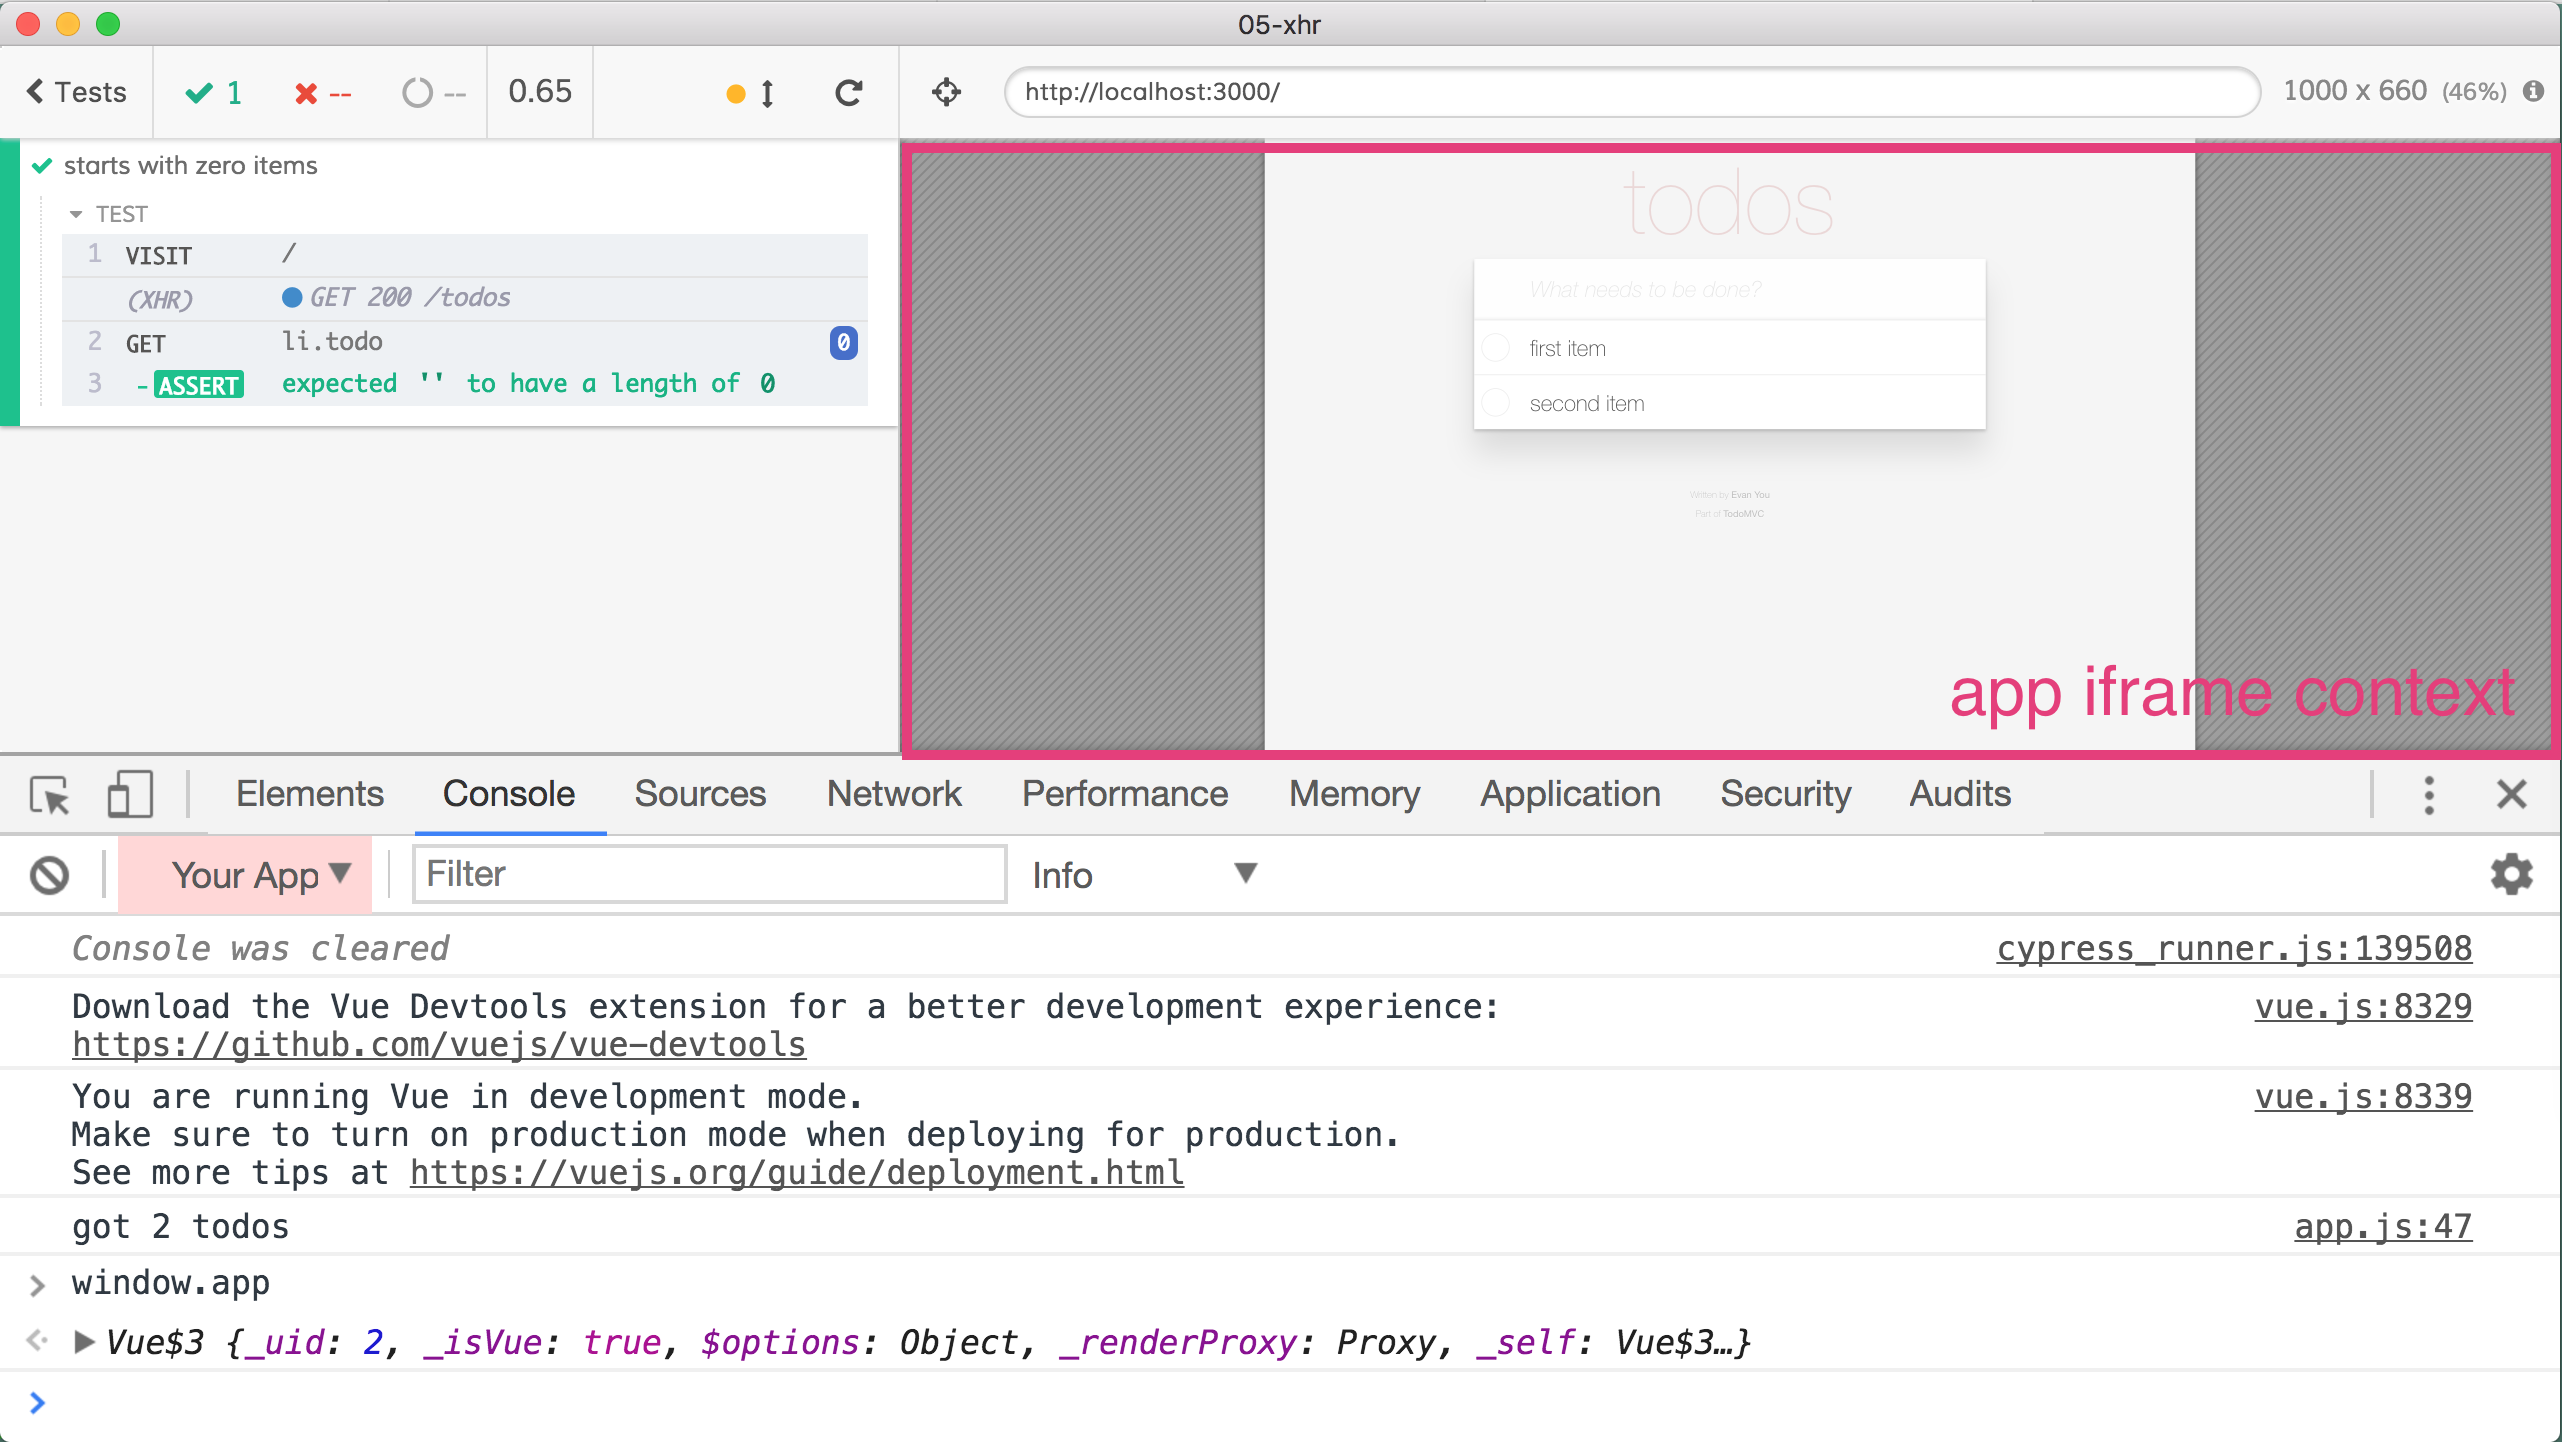 05-xhr
Tests 1 -- -- 0.65
http://localhost:3000/ 1000 x 660 (46%)
starts with zero items
TEST
1 VISIT /
(XHR) GET 200 /todos
2 GET li.todo 0
3 -ASSERT expected '' to have a length of 0
todos
What needs to be done?
first item
second item
Written by Evan You
Part of TodoMVC
app iframe context
Elements Console Sources Network Performance Memory Application Security Audits
Your App Filter Info
Console was cleared cypress_runner.js:139508
Download the Vue Devtools extension for a better development experience: vue.js:8329
https://github.com/vuejs/vue-devtools
You are running Vue in development mode. vue.js:8339
Make sure to turn on production mode when deploying for production.
See more tips at https://vuejs.org/guide/deployment.html
got 2 todos app.js:47
window.app
Vue$3 {_uid: 2, _isVue: true, $options: Object, _renderProxy: Proxy, _self: Vue$3…}